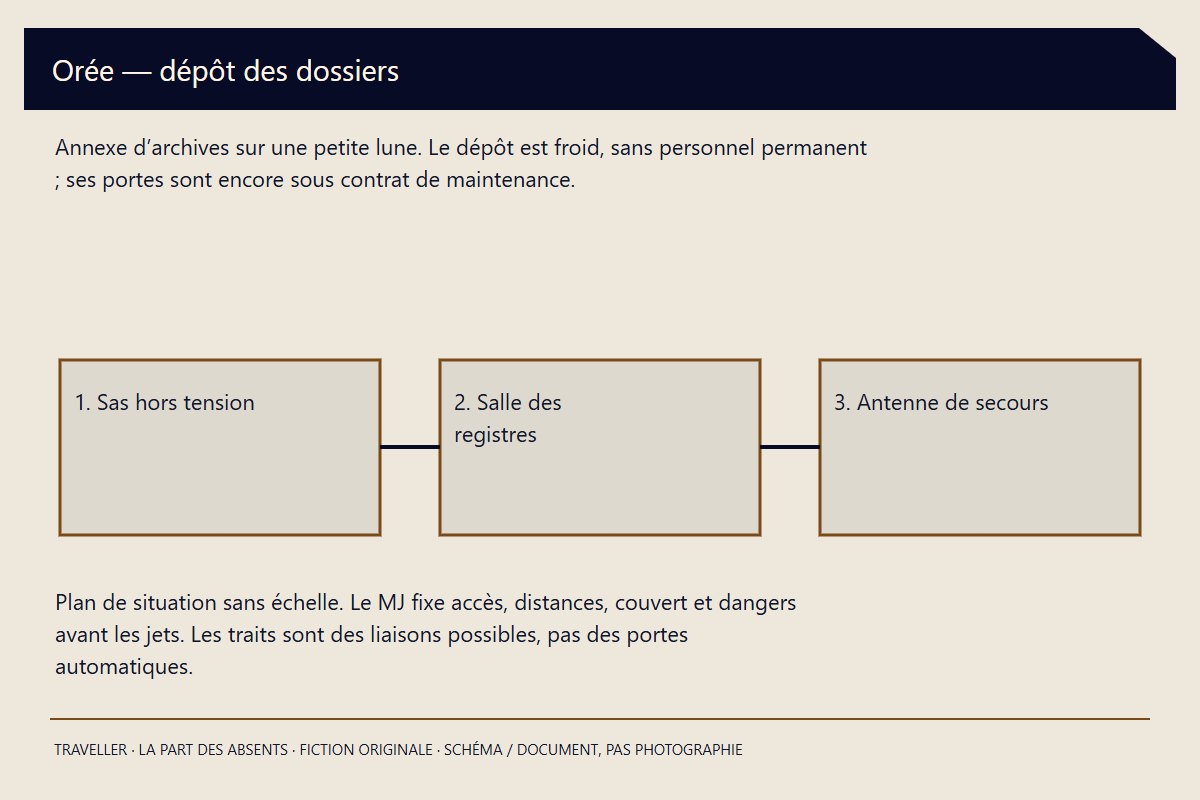 Orée — dépôt des dossiers
Annexe d’archives sur une petite lune. Le dépôt est froid, sans personnel permanent
; ses portes sont encore sous contrat de maintenance.
1. Sas hors tension
2. Salle des
registres
3. Antenne de secours
Plan de situation sans échelle. Le MJ fixe accès, distances, couvert et dangers
avant les jets. Les traits sont des liaisons possibles, pas des portes
automatiques.
TRAVELLER · LA PART DES ABSENTS · FICTION ORIGINALE · SCHÉMA / DOCUMENT, PAS PHOTOGRAPHIE